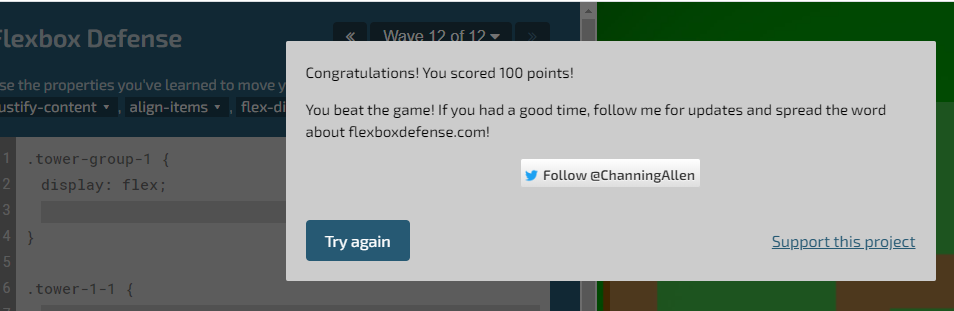 Flexbox Defense
« Wave 12 of 12 »
se the properties you've learned to move y
ustify-content , align-items , flex-di
Congratulations! You scored 100 points!
You beat the game! If you had a good time, follow me for updates and spread the word
about flexboxdefense.com!
Follow @ChanningAllen
Try again
Support this project
1 .tower-group-1 {
2 display: flex;
3
4 }
5
6 .tower-1-1 {